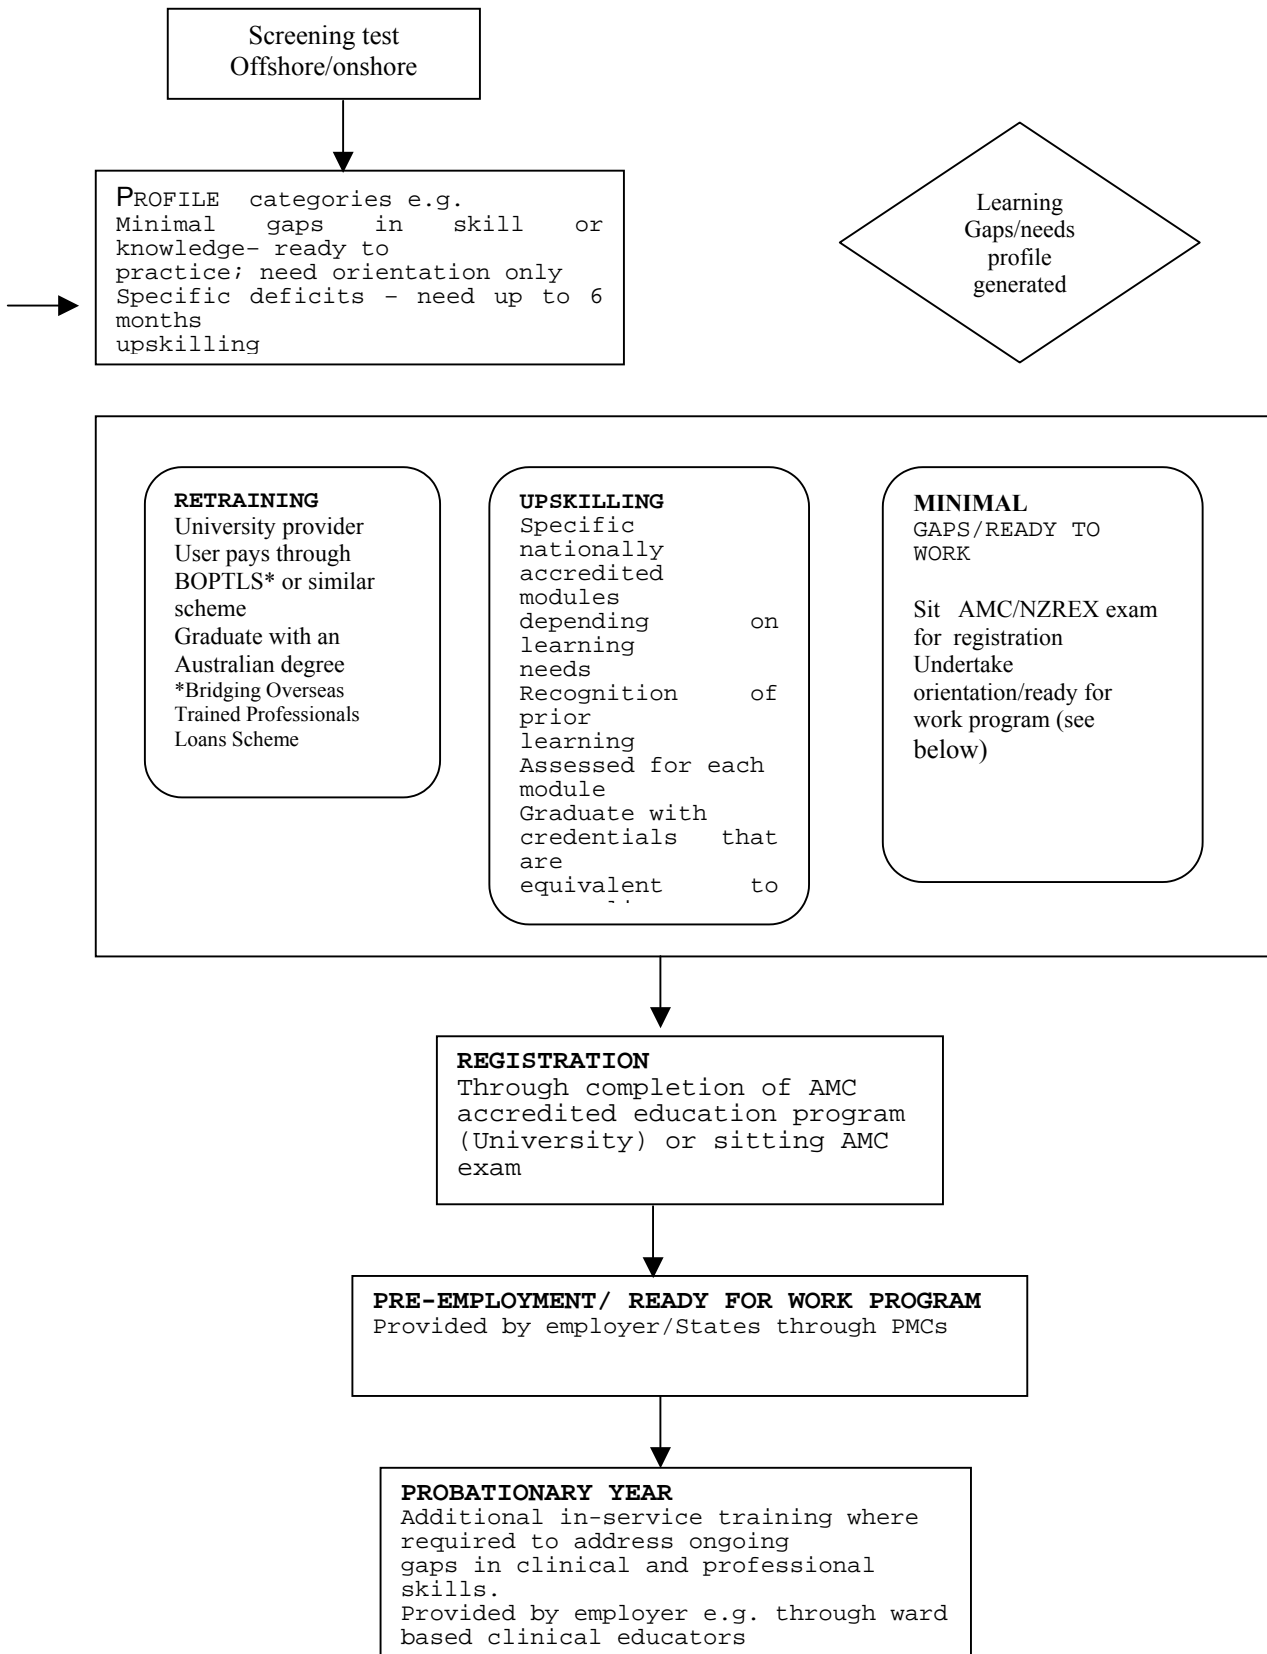 Screening test
Offshore/onshore
PROFILE categories e.g.
Minimal gaps in skill or
knowledge– ready to
practice; need orientation only
Specific deficits – need up to 6
months
upskilling
Learning
Gaps/needs
profile
generated
RETRAINING
University provider
User pays through
BOPTLS* or similar
scheme
Graduate with an
Australian degree
*Bridging Overseas
Trained Professionals
Loans Scheme
UPSKILLING
Specific
nationally
accredited
modules
depending on
learning
needs
Recognition of
prior
learning
Assessed for each
module
Graduate with
credentials that
are
equivalent to
MINIMAL
GAPS/READY TO
WORK
Sit AMC/NZREX exam
for registration
Undertake
orientation/ready for
work program (see
below)
REGISTRATION
Through completion of AMC
accredited education program
(University) or sitting AMC
exam
PRE-EMPLOYMENT/ READY FOR WORK PROGRAM
Provided by employer/States through PMCs
PROBATIONARY YEAR
Additional in-service training where
required to address ongoing
gaps in clinical and professional
skills.
Provided by employer e.g. through ward
based clinical educators